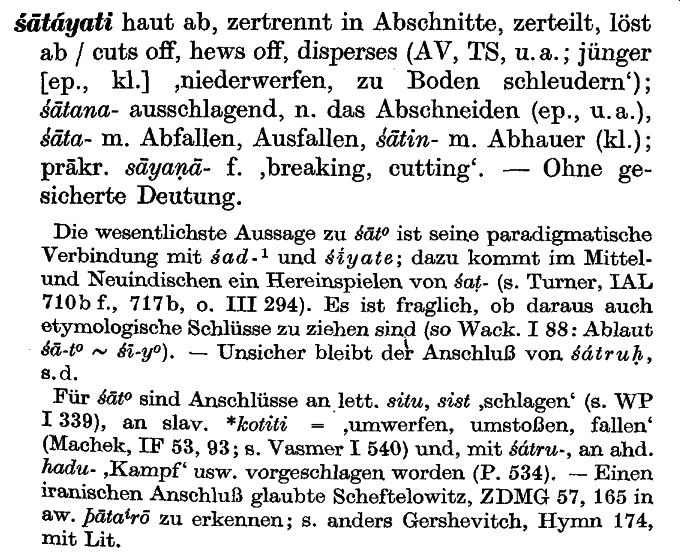 śātáyati haut ab, zertrennt in Abschnitte, zerteilt, löst
ab / cuts off, hews off, disperses (AV, TS, u. a.; jünger
[ep., kl.] ‚niederwerfen, zu Boden schleudern‘);
śātana- ausschlagend, n. das Abschneiden (ep., u. a.),
śāta- m. Abfallen, Ausfallen, śātin- m. Abhauer (kl.);
präkr. sāyaṇā- f. ‚breaking, cutting‘. — Ohne ge-
sicherte Deutung.
Die wesentlichste Aussage zu śāt⁰ ist seine paradigmatische
Verbindung mit śad-¹ und śīyate; dazu kommt im Mittel-
und Neuindischen ein Hereinspielen von śaṭ- (s. Turner, IAL
710b f., 717b, o. III 294). Es ist fraglich, ob daraus auch
etymologische Schlüsse zu ziehen sind (so Wack. I 88: Ablaut
śā-t⁰ ~ śī-y⁰). — Unsicher bleibt der Anschluß von śátruḥ,
s. d.
Für śāt⁰ sind Anschlüsse an lett. situ, sist ‚schlagen‘ (s. WP
I 339), an slav. *kotiti = ‚umwerfen, umstoßen, fallen‘
(Machek, IF 53, 93; s. Vasmer I 540) und, mit śátru-, an ahd.
hadu- ‚Kampf‘ usw. vorgeschlagen worden (P. 534). — Einen
iranischen Anschluß glaubte Scheftelowitz, ZDMG 57, 165 in
aw. þātaⁱrō zu erkennen; s. anders Gershevitch, Hymn 174,
mit Lit.